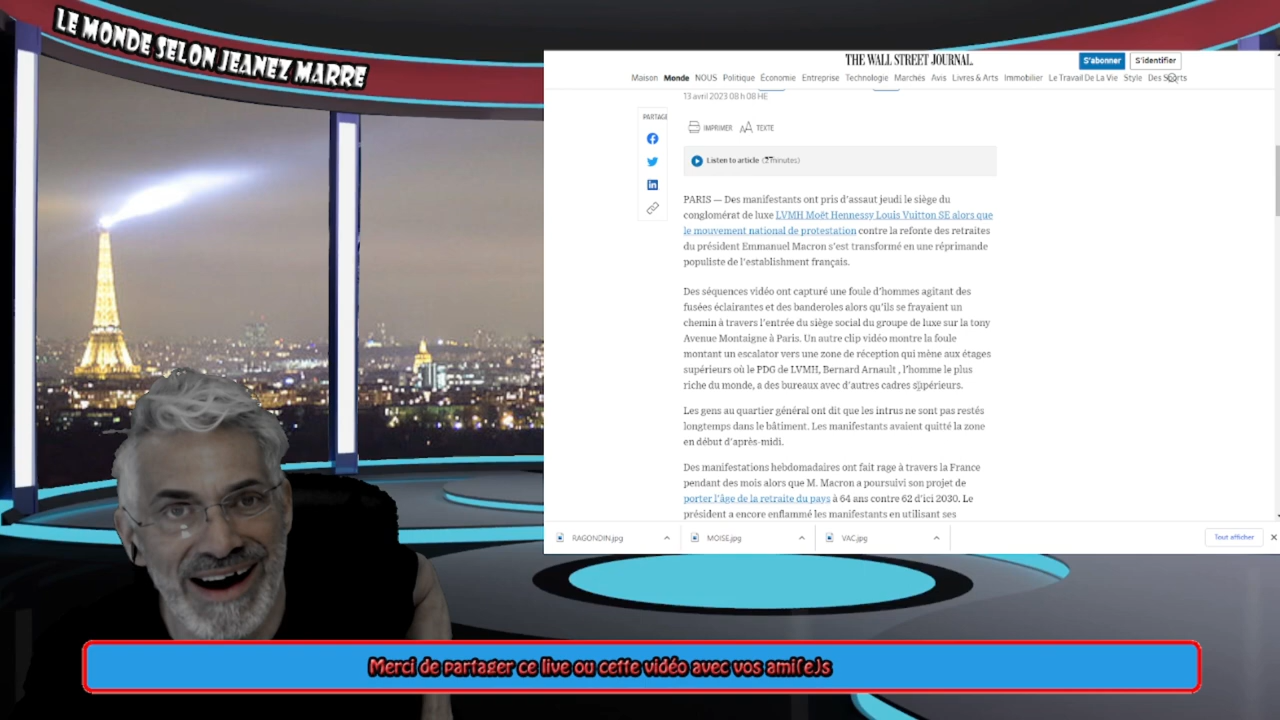 LE MONDE SELON JEANEZ MARRE
THE WALL STREET JOURNAL.
S'abonner
S'identifier
Maison Monde NOUS Politique Économie Entreprise Technologie Marchés Avis Livres & Arts Immobilier Le Travail De La Vie Style Des Sports
13 avril 2023 08 h 08 HE
PARTAGE
IMPRIMER AA TEXTE
Listen to article (2 minutes)
PARIS — Des manifestants ont pris d'assaut jeudi le siège du
conglomérat de luxe LVMH Moët Hennessy Louis Vuitton SE alors que
le mouvement national de protestation contre la refonte des retraites
du président Emmanuel Macron s'est transformé en une réprimande
populiste de l'establishment français.
Des séquences vidéo ont capturé une foule d'hommes agitant des
fusées éclairantes et des banderoles alors qu'ils se frayaient un
chemin à travers l'entrée du siège social du groupe de luxe sur la tony
Avenue Montaigne à Paris. Un autre clip vidéo montre la foule
montant un escalator vers une zone de réception qui mène aux étages
supérieurs où le PDG de LVMH, Bernard Arnault , l'homme le plus
riche du monde, a des bureaux avec d'autres cadres supérieurs.
Les gens au quartier général ont dit que les intrus ne sont pas restés
longtemps dans le bâtiment. Les manifestants avaient quitté la zone
en début d'après-midi.
Des manifestations hebdomadaires ont fait rage à travers la France
pendant des mois alors que M. Macron a poursuivi son projet de
porter l'âge de la retraite du pays à 64 ans contre 62 d'ici 2030. Le
président a encore enflammé les manifestants en utilisant ses
RAGONDIN.jpg
MOISE.jpg
VAC.jpg
Tout afficher
Merci de partager ce live ou cette vidéo avec vos ami(e)s